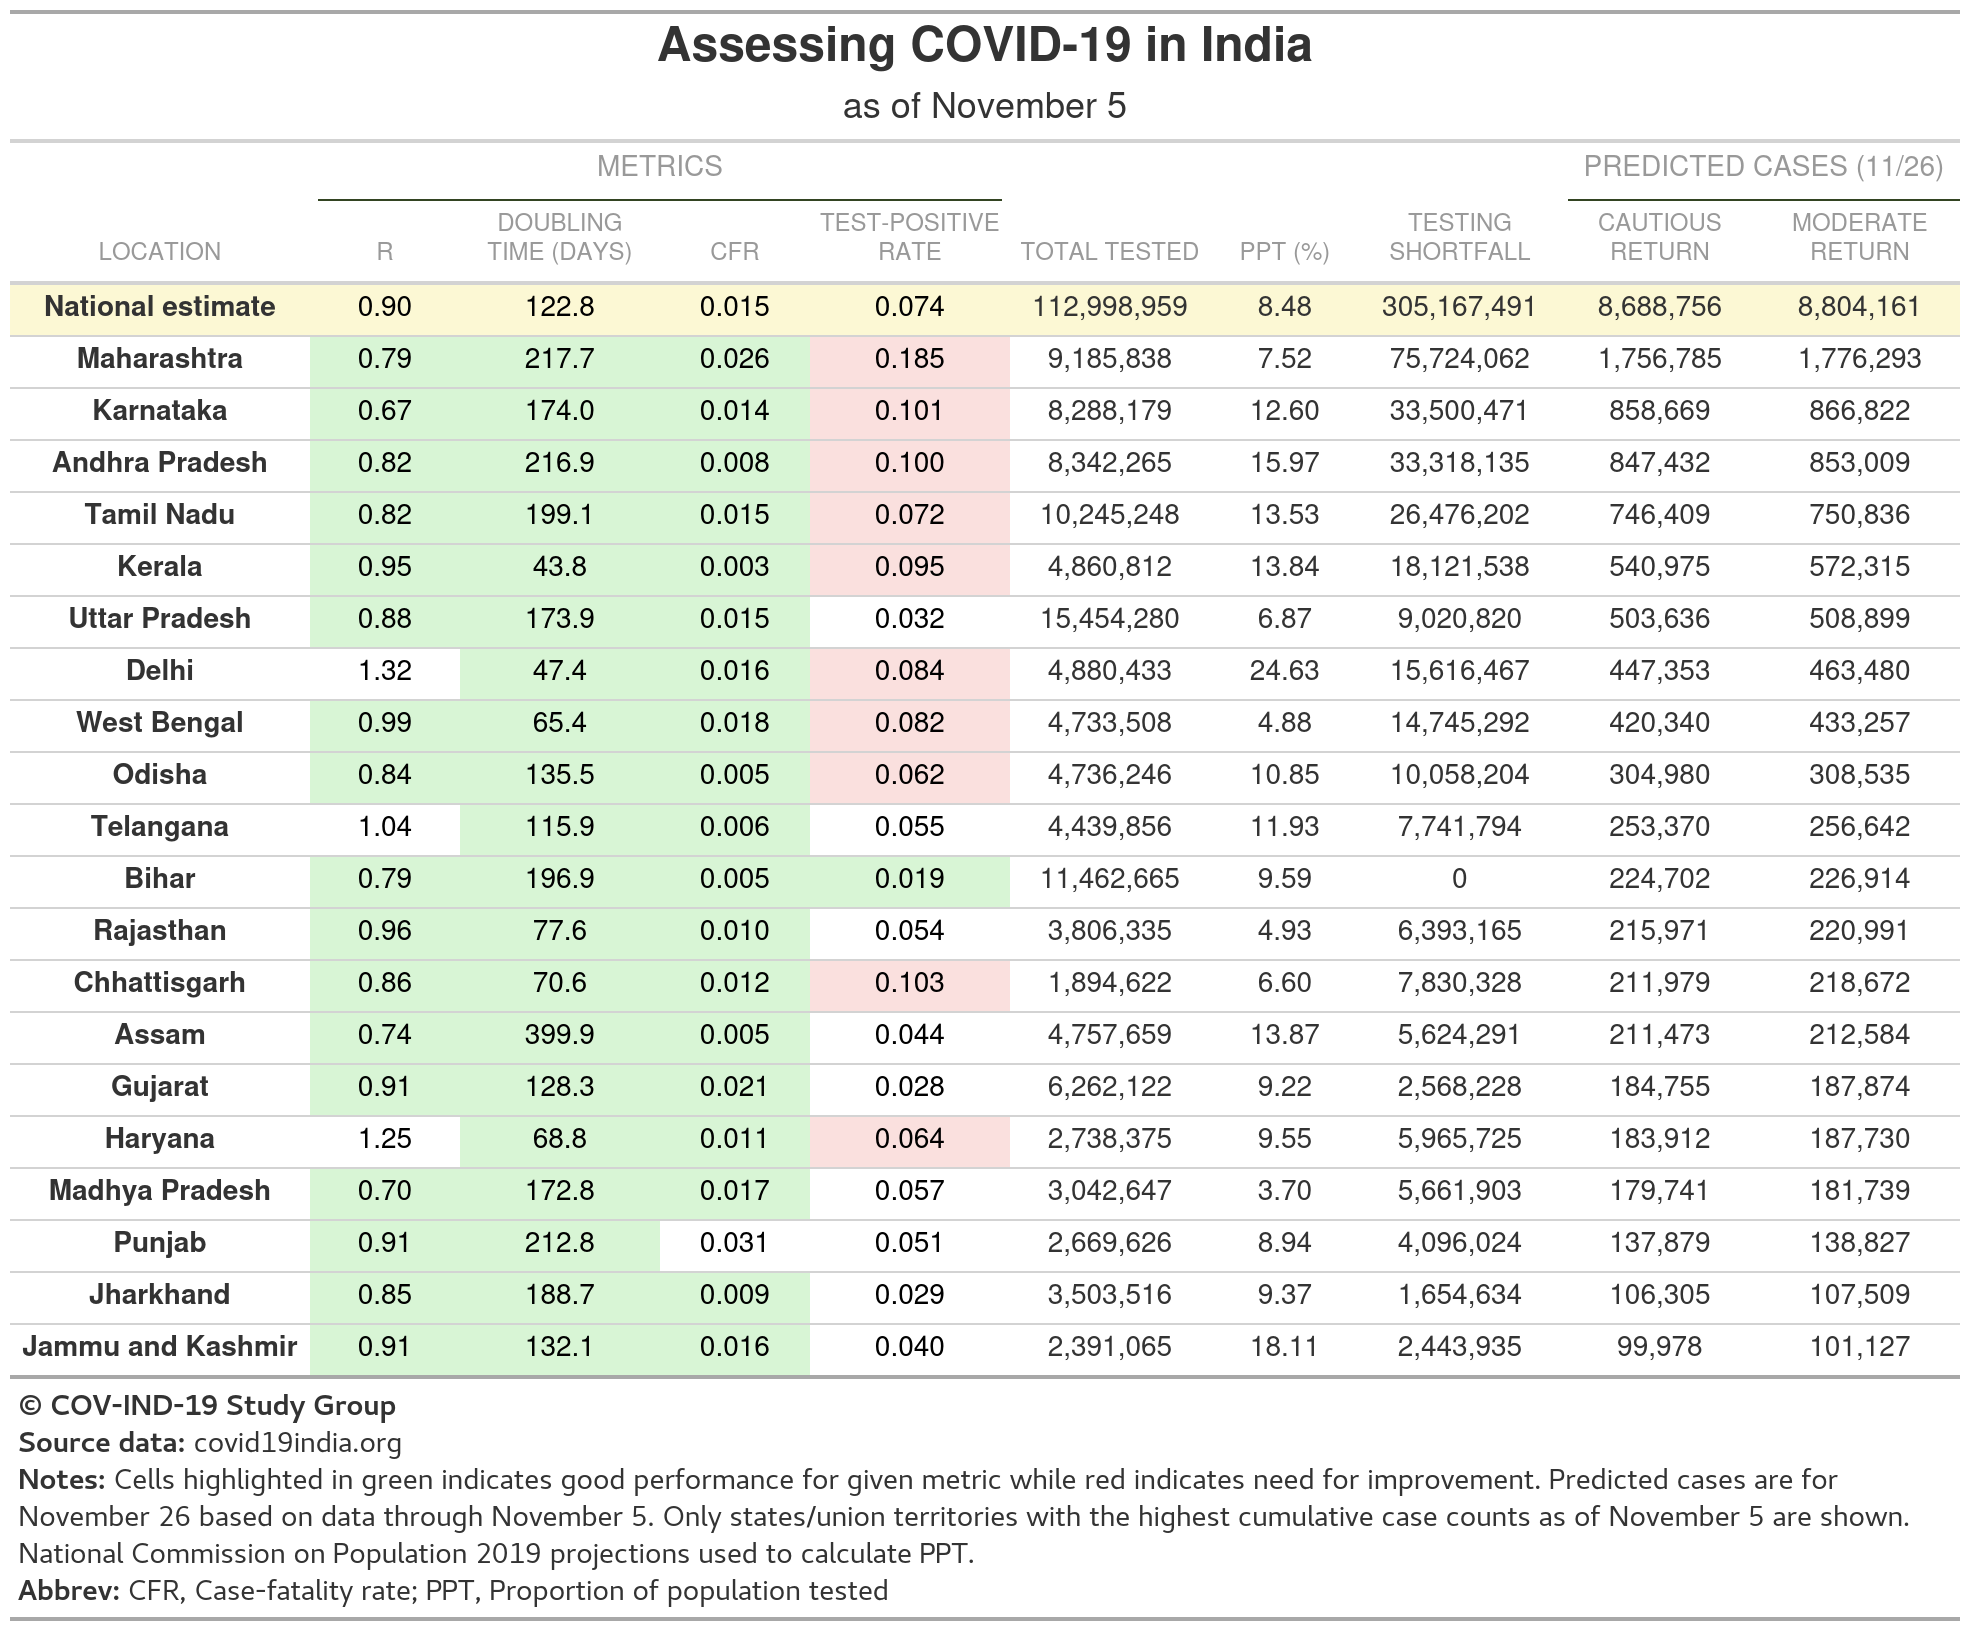 Assessing COVID-19 in India
as of November 5
METRICS PREDICTED CASES (11/26)
LOCATION R DOUBLING TIME (DAYS) CFR TEST-POSITIVE RATE TOTAL TESTED PPT (%) TESTING SHORTFALL CAUTIOUS RETURN MODERATE RETURN
National estimate 0.90 122.8 0.015 0.074 112,998,959 8.48 305,167,491 8,688,756 8,804,161
Maharashtra 0.79 217.7 0.026 0.185 9,185,838 7.52 75,724,062 1,756,785 1,776,293
Karnataka 0.67 174.0 0.014 0.101 8,288,179 12.60 33,500,471 858,669 866,822
Andhra Pradesh 0.82 216.9 0.008 0.100 8,342,265 15.97 33,318,135 847,432 853,009
Tamil Nadu 0.82 199.1 0.015 0.072 10,245,248 13.53 26,476,202 746,409 750,836
Kerala 0.95 43.8 0.003 0.095 4,860,812 13.84 18,121,538 540,975 572,315
Uttar Pradesh 0.88 173.9 0.015 0.032 15,454,280 6.87 9,020,820 503,636 508,899
Delhi 1.32 47.4 0.016 0.084 4,880,433 24.63 15,616,467 447,353 463,480
West Bengal 0.99 65.4 0.018 0.082 4,733,508 4.88 14,745,292 420,340 433,257
Odisha 0.84 135.5 0.005 0.062 4,736,246 10.85 10,058,204 304,980 308,535
Telangana 1.04 115.9 0.006 0.055 4,439,856 11.93 7,741,794 253,370 256,642
Bihar 0.79 196.9 0.005 0.019 11,462,665 9.59 0 224,702 226,914
Rajasthan 0.96 77.6 0.010 0.054 3,806,335 4.93 6,393,165 215,971 220,991
Chhattisgarh 0.86 70.6 0.012 0.103 1,894,622 6.60 7,830,328 211,979 218,672
Assam 0.74 399.9 0.005 0.044 4,757,659 13.87 5,624,291 211,473 212,584
Gujarat 0.91 128.3 0.021 0.028 6,262,122 9.22 2,568,228 184,755 187,874
Haryana 1.25 68.8 0.011 0.064 2,738,375 9.55 5,965,725 183,912 187,730
Madhya Pradesh 0.70 172.8 0.017 0.057 3,042,647 3.70 5,661,903 179,741 181,739
Punjab 0.91 212.8 0.031 0.051 2,669,626 8.94 4,096,024 137,879 138,827
Jharkhand 0.85 188.7 0.009 0.029 3,503,516 9.37 1,654,634 106,305 107,509
Jammu and Kashmir 0.91 132.1 0.016 0.040 2,391,065 18.11 2,443,935 99,978 101,127
© COV-IND-19 Study Group
Source data: covid19india.org
Notes: Cells highlighted in green indicates good performance for given metric while red indicates need for improvement. Predicted cases are for
November 26 based on data through November 5. Only states/union territories with the highest cumulative case counts as of November 5 are shown.
National Commission on Population 2019 projections used to calculate PPT.
Abbrev: CFR, Case-fatality rate; PPT, Proportion of population tested